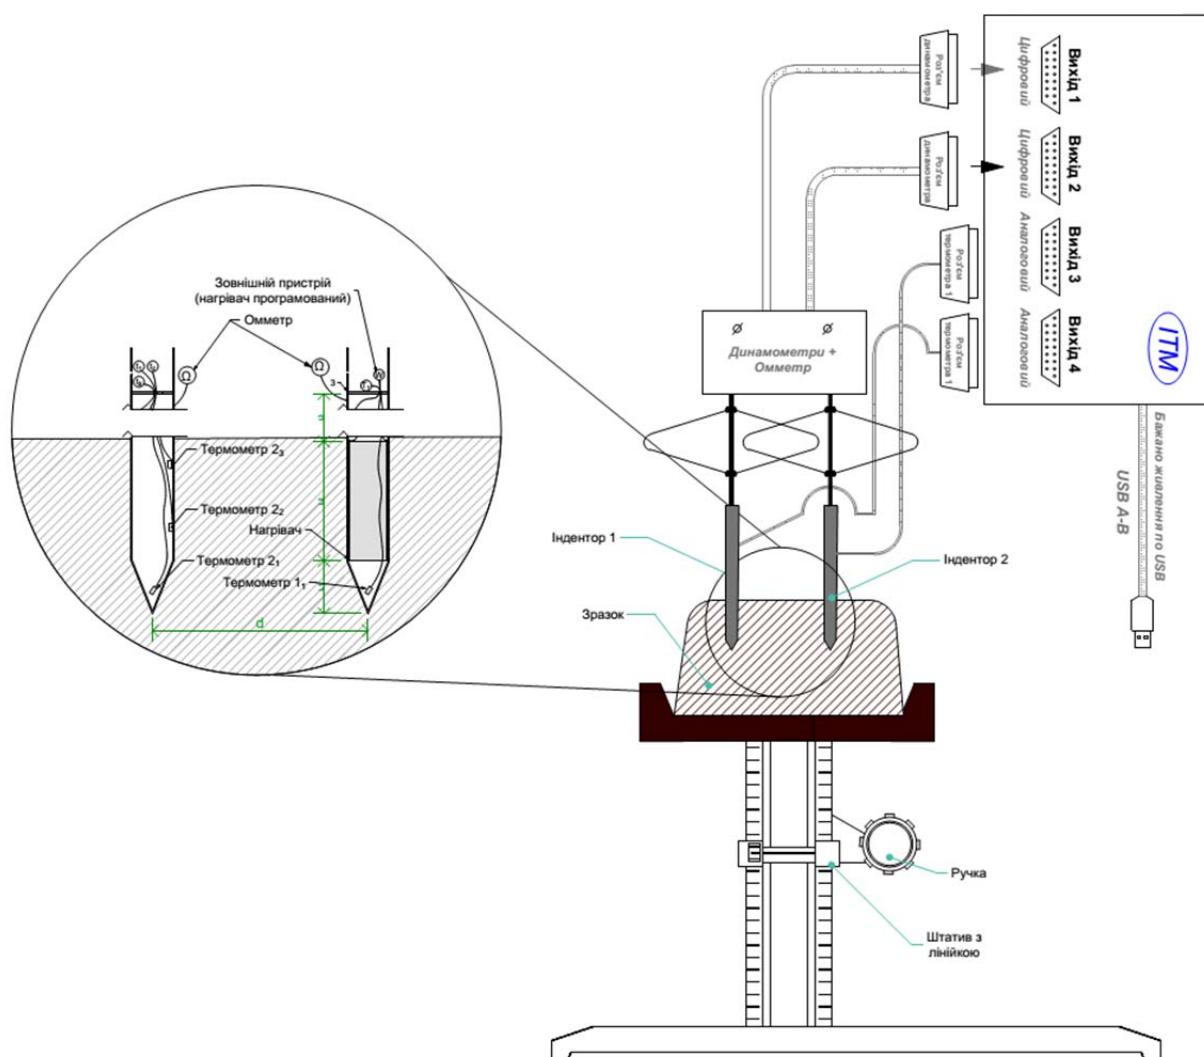 Роз'єм
динамометра
Цифровий
Вихід 1
Роз'єм
динамометра
Цифровий
Вихід 2
Роз'єм
термометра 1
Аналоговий
Вихід 3
Роз'єм
термометра 1
Аналоговий
Вихід 4
ITM
Бажано живлення по USB
USB A-B
Динамометри +
Омметр
Зовнішній пристрій
(нагрівач програмований)
Омметр
Ω
Ω
3
Термометр 2₃
Термометр 2₂
Нагрівач
Термометр 2₁
Термометр 1₁
d
Індентор 1
Індентор 2
Зразок
Ручка
Штатив з
лінійкою